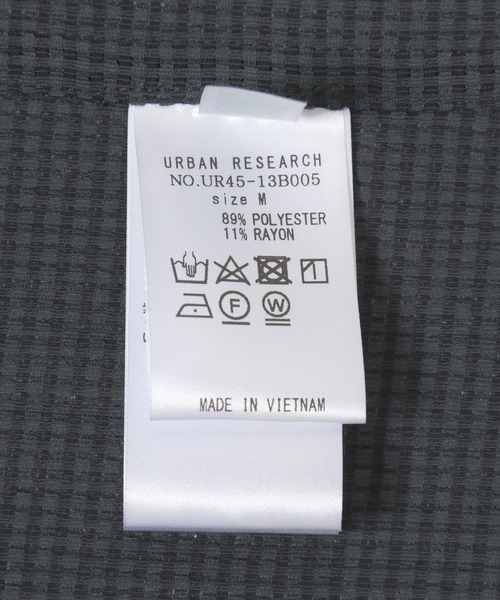 URBAN RESEARCH
NO.UR45-13B005
size M
89% POLYESTER
11% RAYON
F W
MADE IN VIETNAM